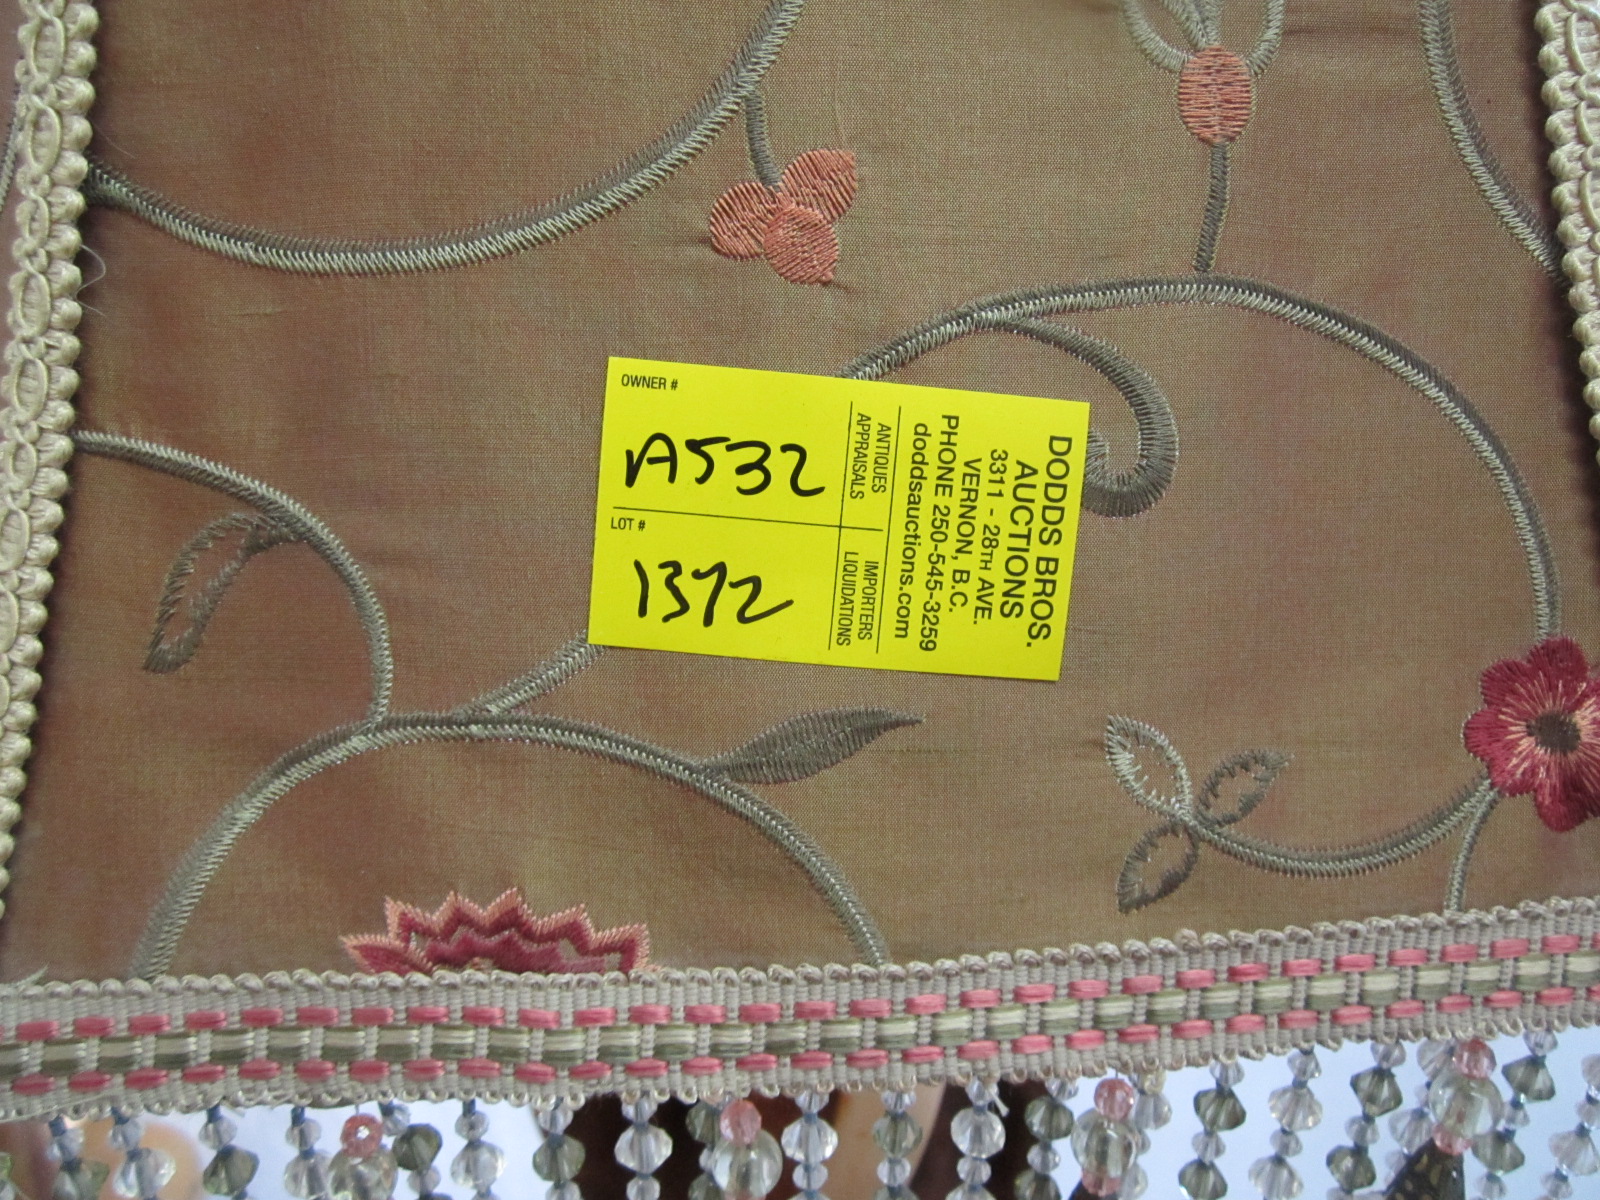 OWNER #
A532
LOT #
1372
ANTIQUES
APPRAISALS
IMPORTERS
LIQUIDATIONS
DODDS BROS.
AUCTIONS
3311 - 28TH AVE.
VERNON, B.C.
PHONE 250-545-3259
doddsauctions.com